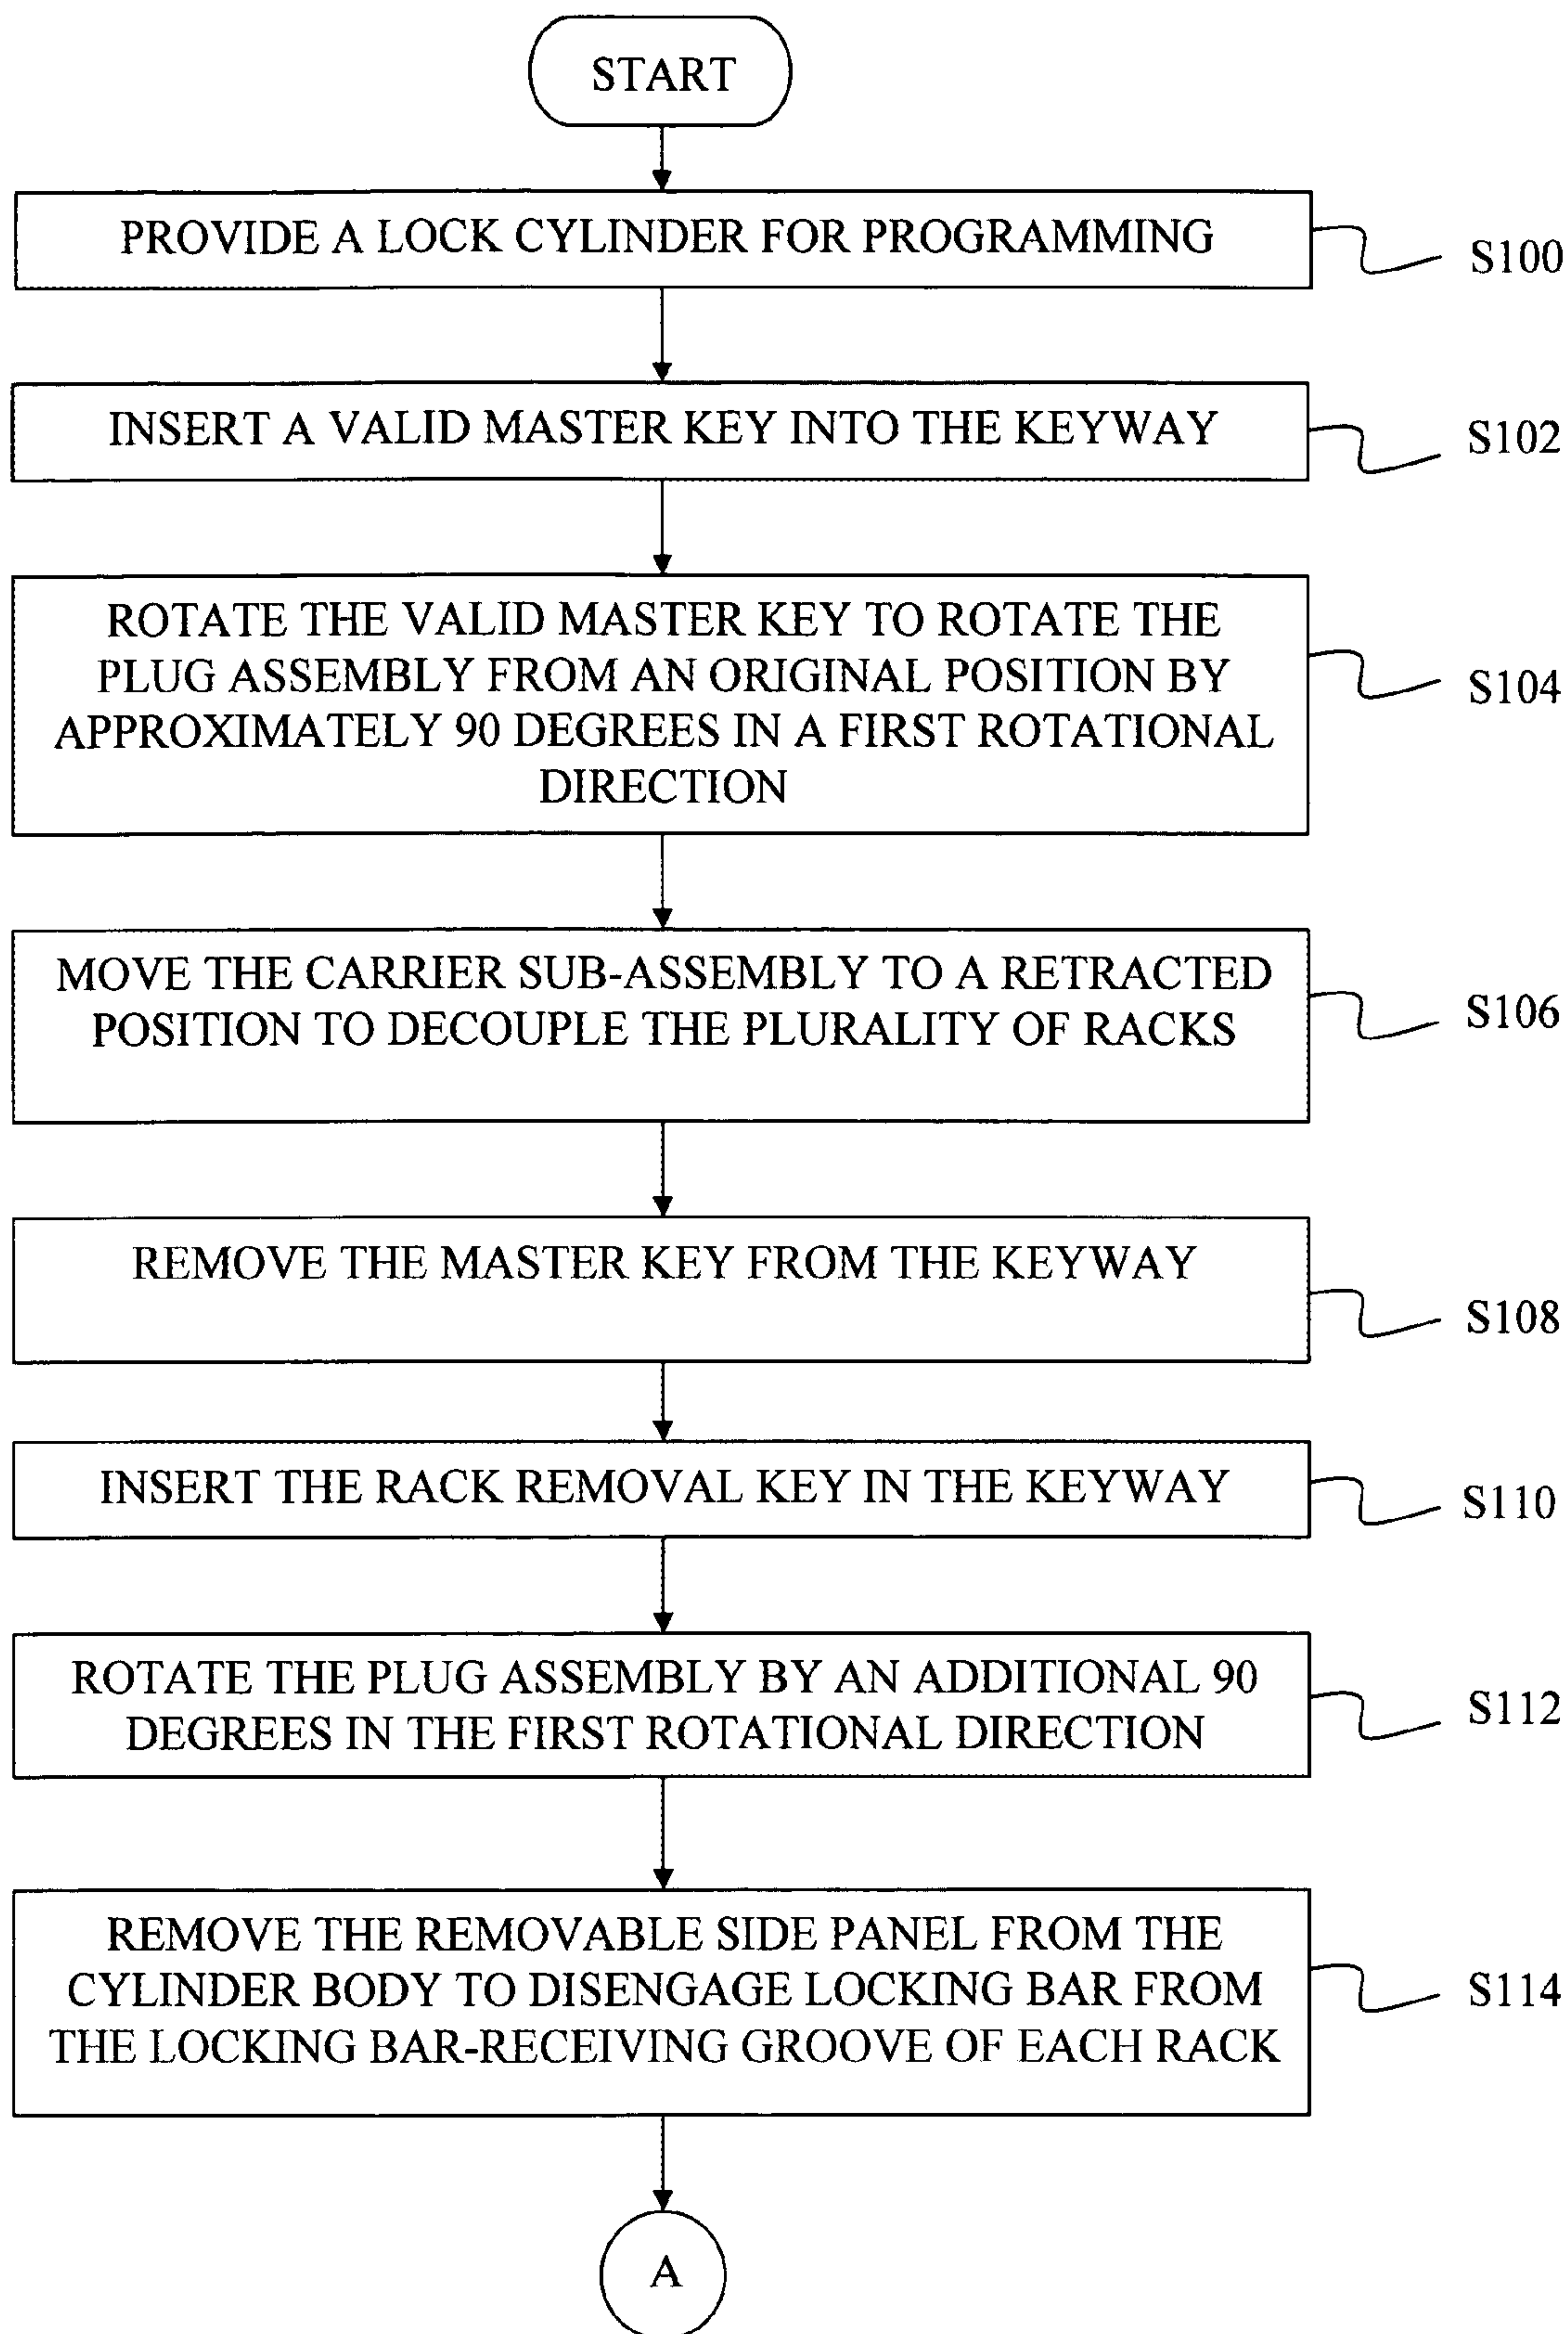 START
PROVIDE A LOCK CYLINDER FOR PROGRAMMING
S100
INSERT A VALID MASTER KEY INTO THE KEYWAY
S102
ROTATE THE VALID MASTER KEY TO ROTATE THE
PLUG ASSEMBLY FROM AN ORIGINAL POSITION BY
APPROXIMATELY 90 DEGREES IN A FIRST ROTATIONAL
DIRECTION
S104
MOVE THE CARRIER SUB-ASSEMBLY TO A RETRACTED
POSITION TO DECOUPLE THE PLURALITY OF RACKS
S106
REMOVE THE MASTER KEY FROM THE KEYWAY
S108
INSERT THE RACK REMOVAL KEY IN THE KEYWAY
S110
ROTATE THE PLUG ASSEMBLY BY AN ADDITIONAL 90
DEGREES IN THE FIRST ROTATIONAL DIRECTION
S112
REMOVE THE REMOVABLE SIDE PANEL FROM THE
CYLINDER BODY TO DISENGAGE LOCKING BAR FROM
THE LOCKING BAR-RECEIVING GROOVE OF EACH RACK
S114
A